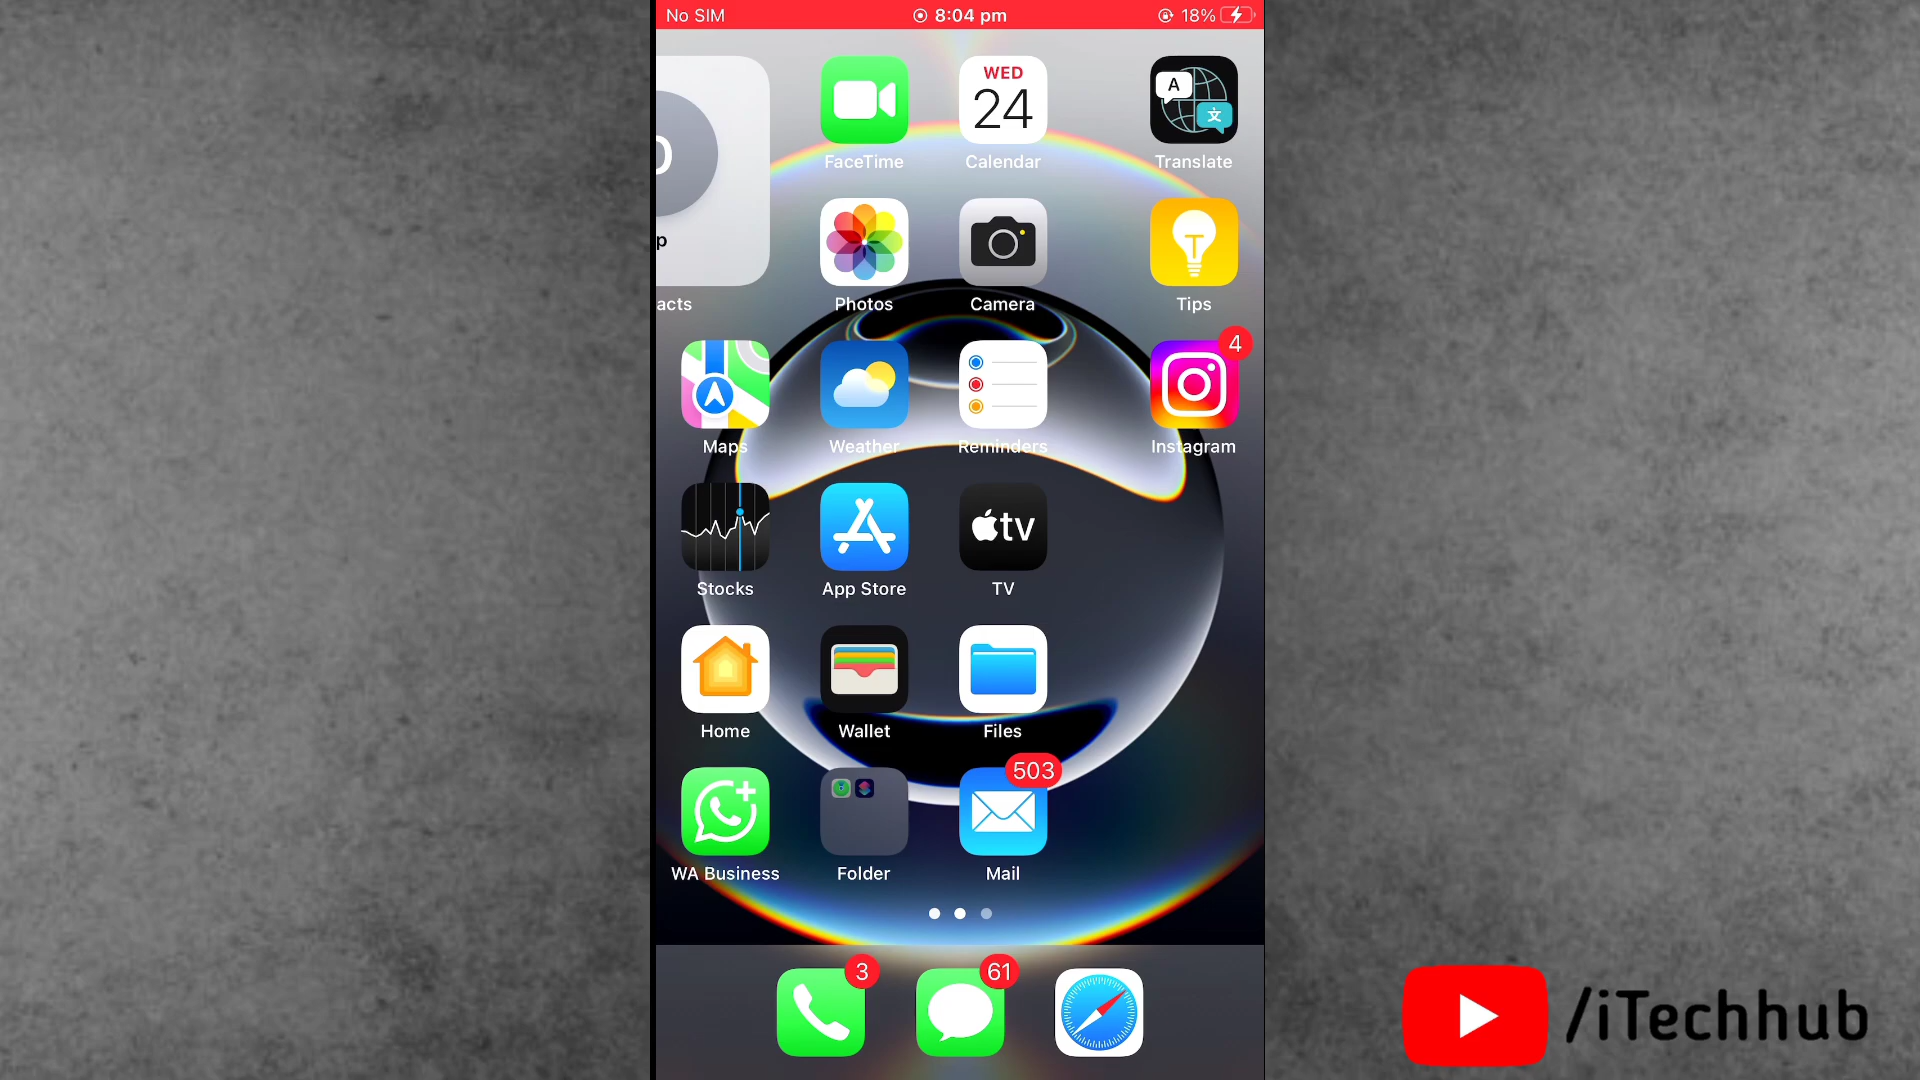 No SIM 8:04 pm 18%
WED
24
A
文
FaceTime Calendar Translate
p
acts Photos Camera Tips
4
Maps Weather Reminders Instagram
tv
Stocks App Store TV
Home Wallet Files
503
WA Business Folder Mail
3 61
/iTechhub